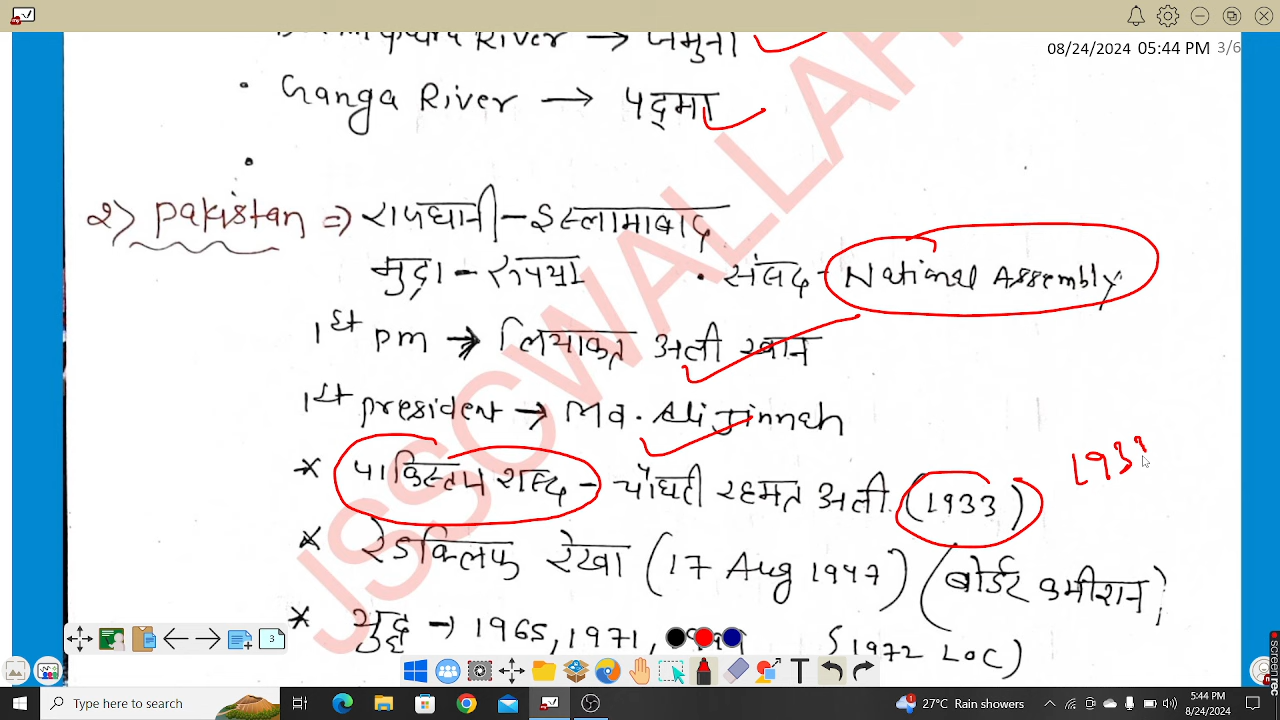 08/24/2024 05:44 PM 3/6
River → जमुना
• Ganga River → पद्मा
2> Pakistan => राजधानी - इस्लामाबाद
मुद्रा - रुपया • संसद - National Assembly
1st pm → लियाकत अली खान
1st president → Mo. Ali Jinnah
* पाकिस्तान शब्द - चौधरी रहमत अली (1933) 1933
* रेडक्लिफ रेखा (17 Aug 1947) (बोर्डर कमीशन)
* युद्ध → 1965, 1971, 1999 (1972 LOC)
JSSCWALLAH
3
Type here to search
27°C Rain showers
5:44 PM
8/24/2024